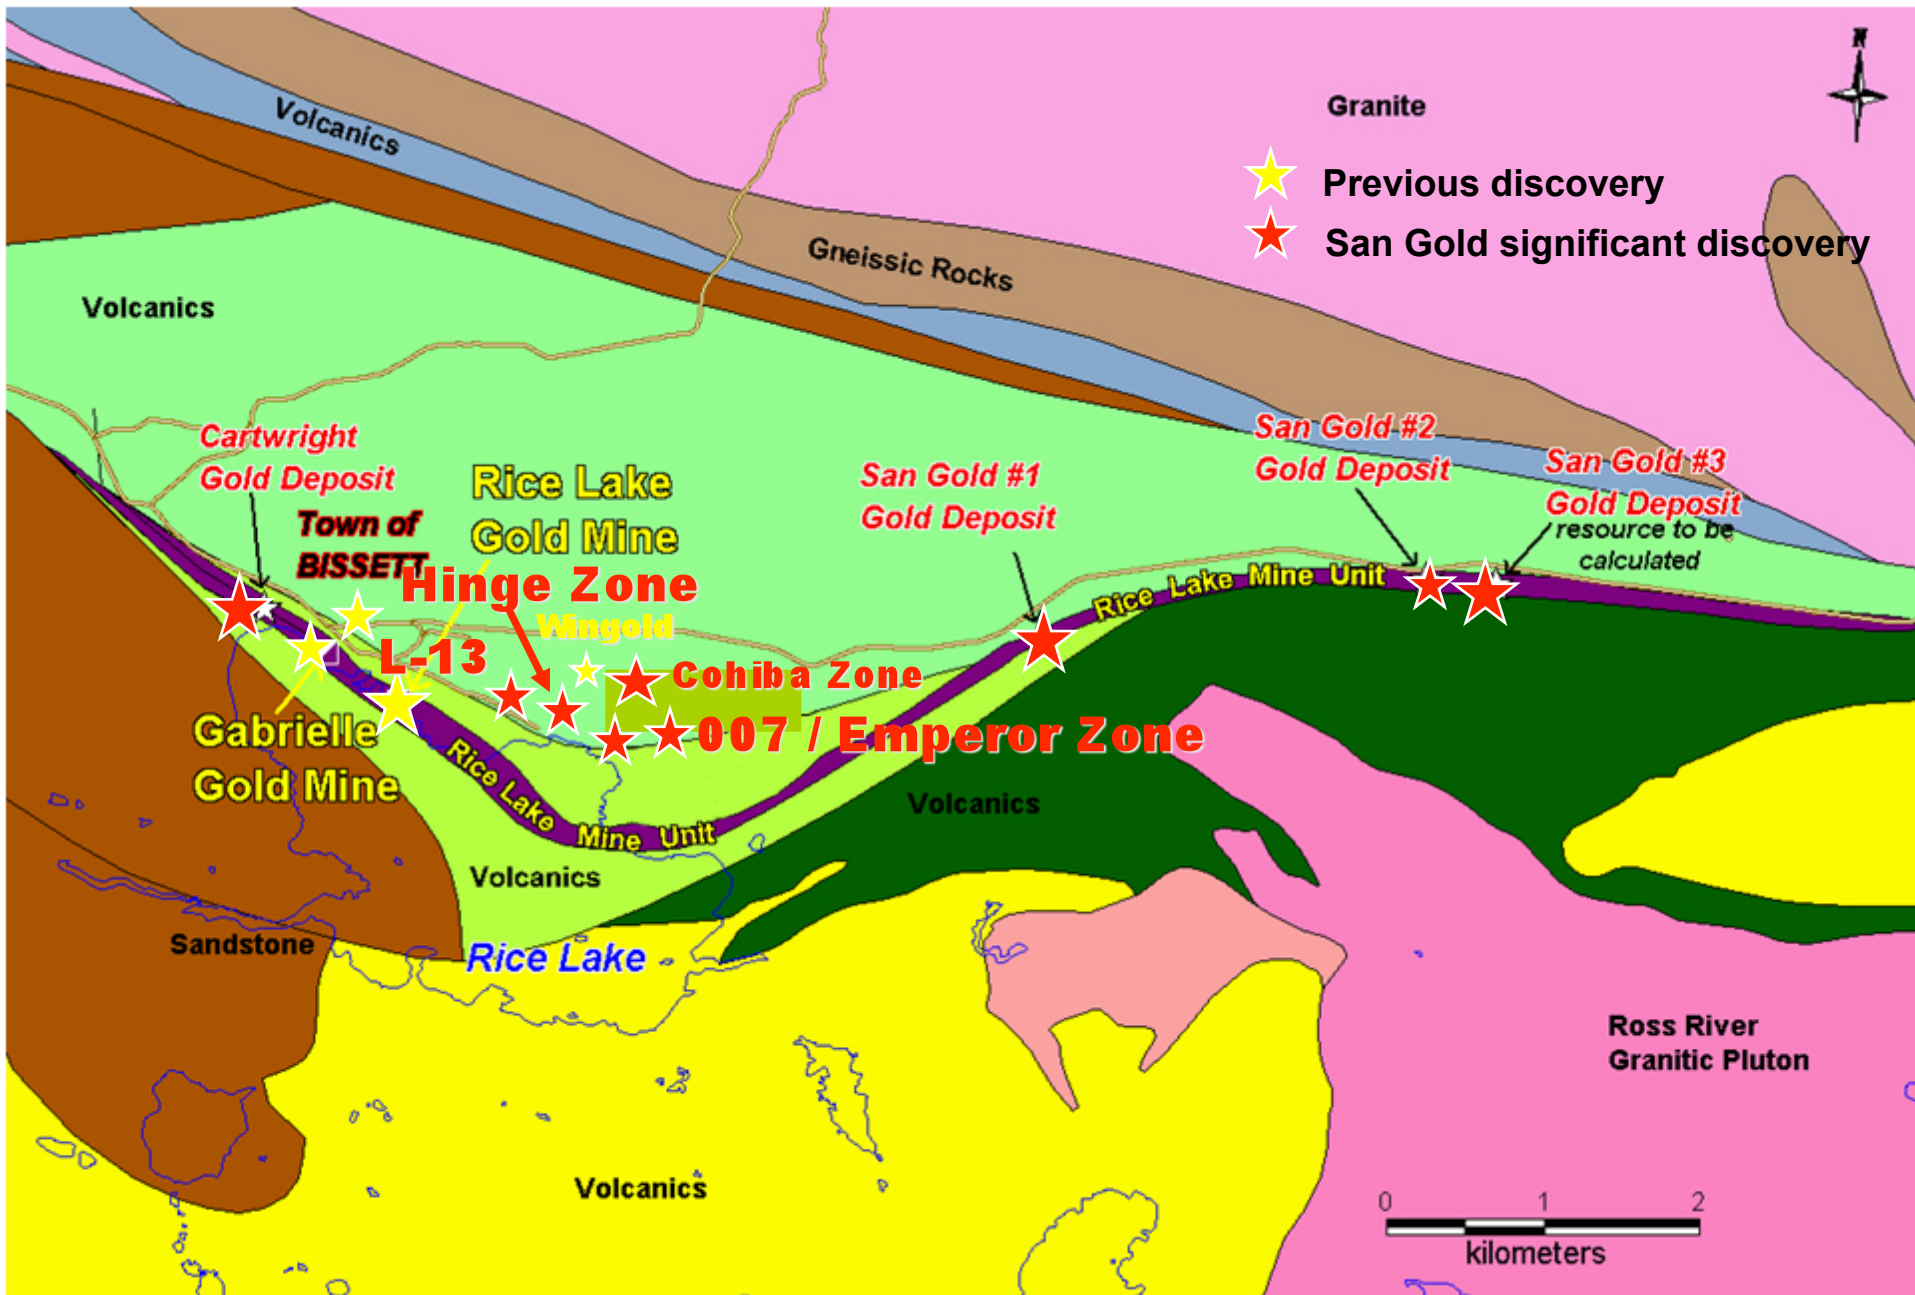 N
Granite
Volcanics
Previous discovery
San Gold significant discovery
Gneissic Rocks
Volcanics
Cartwright
Gold Deposit
Town of
BISSETT
Rice Lake
Gold Mine
San Gold #1
Gold Deposit
San Gold #2
Gold Deposit
San Gold #3
Gold Deposit
resource to be
calculated
Hinge Zone
Wingold
L-13
Cohiba Zone
007 / Emperor Zone
Rice Lake Mine Unit
Gabrielle
Gold Mine
Rice Lake Mine Unit
Volcanics
Volcanics
Sandstone
Rice Lake
Ross River
Granitic Pluton
Volcanics
0 1 2
kilometers